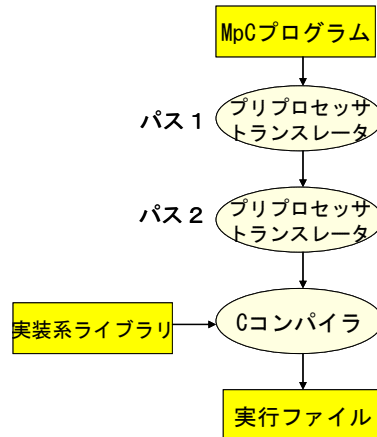 MpCプログラム
パス１
プリプロセッサ
トランスレータ
パス２
プリプロセッサ
トランスレータ
Cコンパイラ
実装系ライブラリ
実行ファイル